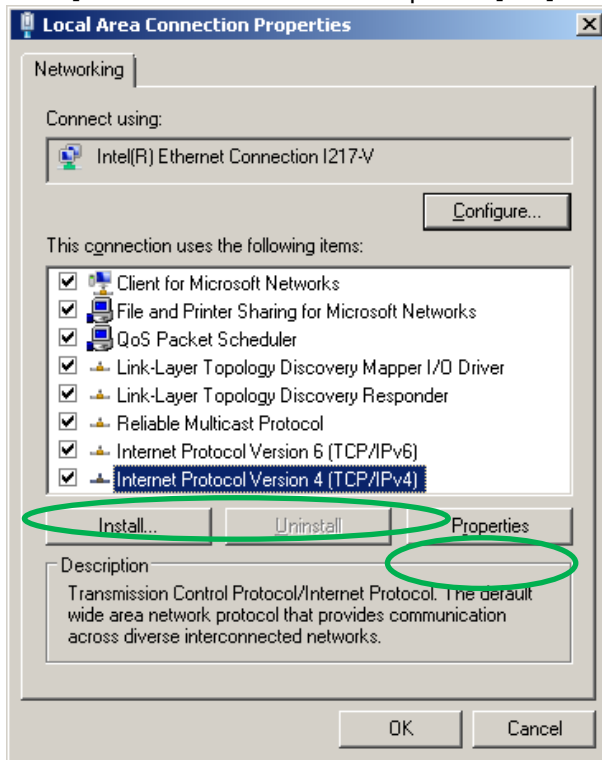 Local Area Connection Properties
Networking
Connect using:
Intel(R) Ethernet Connection I217-V
Configure...
This connection uses the following items:
Client for Microsoft Networks
File and Printer Sharing for Microsoft Networks
QoS Packet Scheduler
Link-Layer Topology Discovery Mapper I/O Driver
Link-Layer Topology Discovery Responder
Reliable Multicast Protocol
Internet Protocol Version 6 (TCP/IPv6)
Internet Protocol Version 4 (TCP/IPv4)
Install... Uninstall Properties
Description
Transmission Control Protocol/Internet Protocol. The default
wide area network protocol that provides communication
across diverse interconnected networks.
OK Cancel